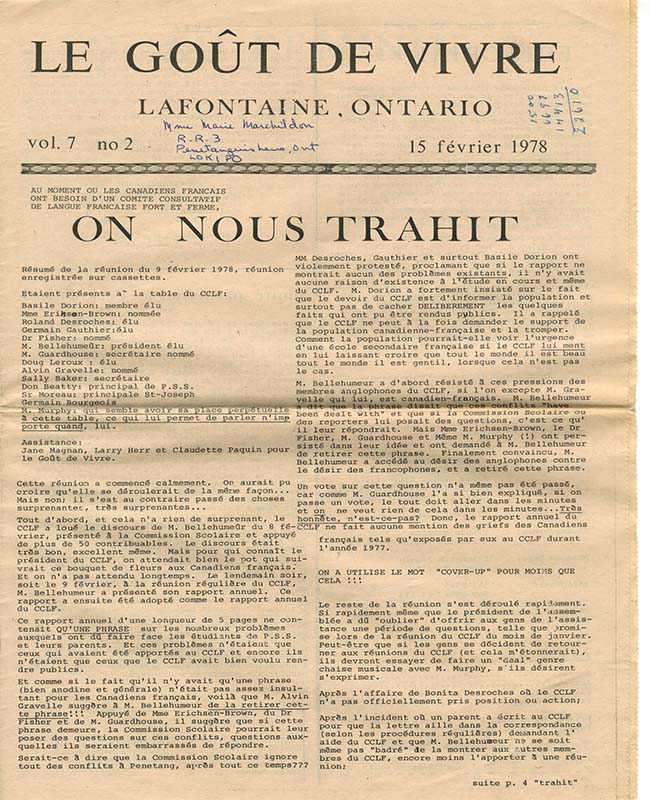 LE GOÛT DE VIVRE
LAFONTAINE, ONTARIO
Mme Marie Marchildon
R.R.3
Penetanguishene, Ont
L0K1P0
1500
6697
14413
22610
vol. 7 no 2
15 février 1978
AU MOMENT OU LES CANADIENS FRANCAIS
ONT BESOIN D'UN COMITE CONSULTATIF
DE LANGUE FRANCAISE FORT ET FERME,
ON NOUS TRAHIT
Résumé de la réunion du 9 février 1978, réunion
enregistrée sur cassettes.
Etaient présents à la table du CCLF:
Basile Dorion: membre élu
Mme Erihsen-Brown: nommée
Roland Desroches: élu
Germain Gauthier:élu
Dr Fisher: nommé
M. Bellehumeur: président élu
M. Guardhouse: secrétaire nommé
Doug Leroux : élu
Alvin Gravelle: nommé
Sally Baker: secrétaire
Don Beatty: principal de P.S.S.
Sr Moreau: principale St-Joseph
Germain Bourgeois
M. Murphy: qui semble avoir sa place perpétuelle
à cette table, ce qui lui permet de parler n'im
porte quand, lui.
Assistance:
Jane Magnan, Larry Herr et Claudette Paquin pour
le Goût de Vivre.
Cette réunion a commencé calmement. On aurait pu
croire qu'elle se déroulerait de la même façon...
Mais non; il s'est au contraire passé des choses
surprenantes, très surprenantes...
Tout d'abord, et cela n'a rien de surprenant, le
CCLF a loué le discours de M. Bellehumeur du 8 fé-
vrier, présenté à la Commission Scolaire et appuyé
de plus de 50 contribuables. Le discours était
très bon, excellent même. Mais pour qui connaît le
président du CCLF, on attendait bien le pot qui sui-
vrait ce bouquet de fleurs aux Canadiens français.
Et on n'a pas attendu longtemps. Le lendemain soir,
soit le 9 février, à la réunion régulière du CCLF,
M. Bellehumeur a présenté son rapport annuel. Ce
rapport a ensuite été adopté comme le rapport annuel
du CCLF.
Ce rapport annuel d'une longueur de 5 pages ne con-
tenait QU'UNE PHRASE sur les nombreux problèmes
auxquels ont dû faire face les étudiants de P.S.S.
et leurs parents. Et ces problèmes n'étaient que
ceux qui avaient été apportés au CCLF et encore ils
n'étaient que ceux que le CCLF avait bien voulu ren-
dre publics.
Et comme si le fait qu'il n'y avait qu'une phrase
(bien anodine et générale) n'était pas assez insul-
tant pour les Canadiens français, voilà que M. Alvin
Gravelle suggère à M. Bellehumeur de la retirer cet-
te phrase!!! Appuyé de Mme Erichsen-Brown, du Dr
Fisher et de M. Guardhouse, il suggère que si cette
phrase demeure, la Commission Scolaire pourrait leur
poser des questions sur ces conflits, questions aux-
quelles ils seraient embarrassés de répondre.
Serait-ce à dire que la Commission Scolaire ignore
tout des conflits à Penetang, après tout ce temps???
MM Desroches, Gauthier et surtout Basile Dorion ont
violemment protesté, proclamant que si le rapport ne
montrait aucun des problèmes existants, il n'y avait
aucune raison d'existence à l'étude en cours et même
du CCLF. M. Dorion a fortement insisté sur le fait
que le devoir du CCLF est d'informer la population et
surtout pas de cacher DELIBEREMENT les quelques
faits qui ont pu être rendus publics. Il a rappelé
que le CCLF ne peut à la fois demander le support de
la population canadienne-française et la tromper.
Comment la population pourrait-elle voir l'urgence
d'une école secondaire française si le CCLF lui ment
en lui laissant croire que tout le monde il est beau
tout le monde il est gentil, lorsque cela n'est pas
le cas.
M. Bellehumeur a d'abord résisté à ces pressions des
membres anglophones du CCLF, si l'on excepte M. Gra-
velle qui lui, est canadien-français. M. Bellehumeur
a dit que la phrase disait que ces conflits "have
been dealt with" et que si la Commission Scolaire ou
des reporters lui posait des questions, c'est ce qu'
il leur répondrait. Mais Mme Erichsen-Brown, le Dr
Fisher, M. Guardhouse et Même M. Murphy (!) ont per-
sisté dans leur idée et ont demandé à M. Bellehumeur
de retirer cette phrase. Finalement convaincu, M.
Bellehumeur a accédé au désir des anglophones contre
le désir des francophones, et a retiré cette phrase.
Un vote sur cette question n'a même pas été passé,
car comme M. Guardhouse l'a si bien expliqué, si on
passe un vote, le tout doit aller dans les minutes
et on ne veut rien de cela dans les minutes...Très
honnête, n'est-ce-pas? Donc, le rapport annuel du
CCLF ne fait aucune mention des griefs des Canadiens
français tels qu'exposés par eux au CCLF durant
l'année 1977.
ON A UTILISE LE MOT "COVER-UP" POUR MOINS QUE
CELA !!!
Le reste de la réunion s'est déroulé rapidement.
Si rapidement même que le président de l'assem-
blée a dû "oublier" d'offrir aux gens de l'assis-
tance une période de questions, telle que promi-
se lors de la réunion du CCLF du mois de janvier.
Peut-être que si les gens se décident de retour-
ner aux réunions du CCLF (et cela m'étonnerait),
ils devront essayer de faire un "deal" genre
chaise musicale avec M. Murphy, s'ils désirent
s'exprimer.
Après l'affaire de Bonita Desroches où le CCLF
n'a pas officiellement pris position ou action;
Après l'incident où un parent a écrit au CCLF
pour que la lettre aille dans la correspondance
(selon les procédures régulières) demandant l'
aide du CCLF et que M. Bellehumeur ne se soit
même pas "badré" de la montrer aux autres mem-
bres du CCLF, encore moins l'apporter à une réu-
nion;
suite p. 4 "trahit"